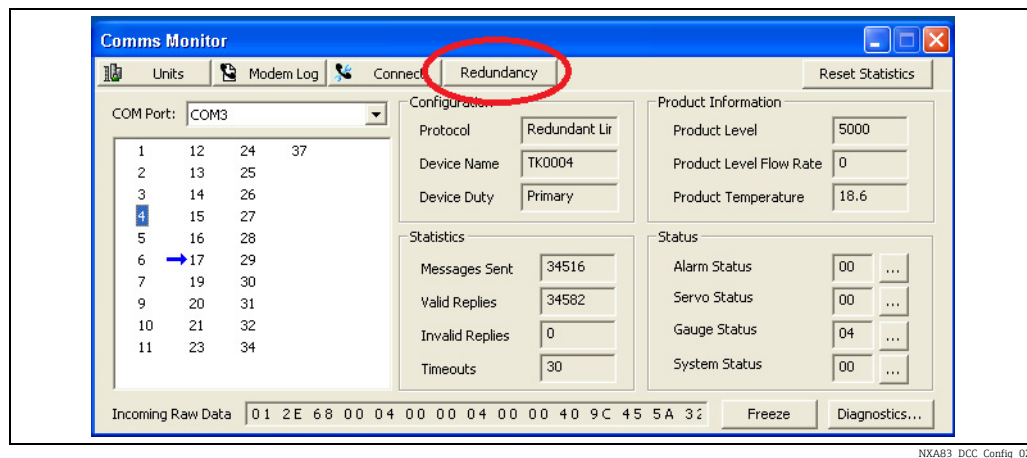 Comms Monitor
Units Modem Log Connect Redundancy Reset Statistics
COM Port: COM3
1 12 24 37
2 13 25
3 14 26
4 15 27
5 16 28
6 17 29
7 19 30
9 20 31
10 21 32
11 23 34
Configuration
Protocol Redundant Lir
Device Name TK0004
Device Duty Primary
Product Information
Product Level 5000
Product Level Flow Rate 0
Product Temperature 18.6
Statistics
Messages Sent 34516
Valid Replies 34582
Invalid Replies 0
Timeouts 30
Status
Alarm Status 00 ...
Servo Status 00 ...
Gauge Status 04 ...
System Status 00 ...
Incoming Raw Data 01 2E 68 00 04 00 00 04 00 00 40 9C 45 5A 32 Freeze Diagnostics...
NXA83_DCC_Config_02